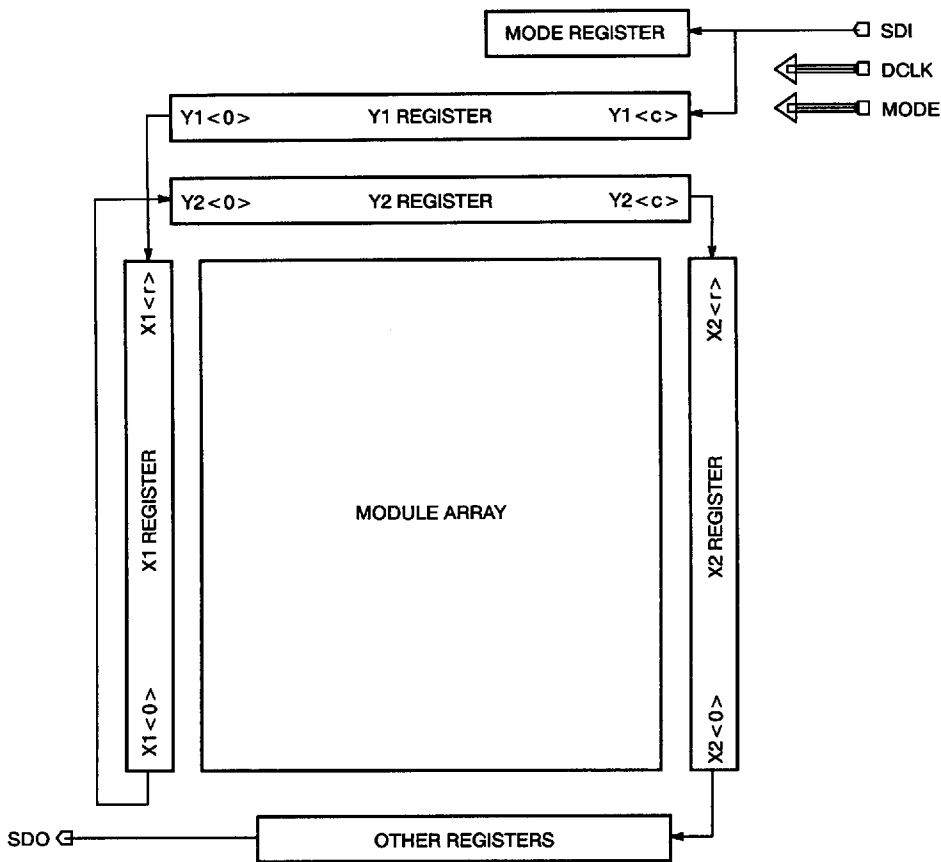 MODE REGISTER
SDI
DCLK
MODE
Y1<0> Y1 REGISTER Y1<c>
Y2<0> Y2 REGISTER Y2<c>
X1<r>
X1 REGISTER
X1<0>
MODULE ARRAY
X2<r>
X2 REGISTER
X2<0>
SDO
OTHER REGISTERS